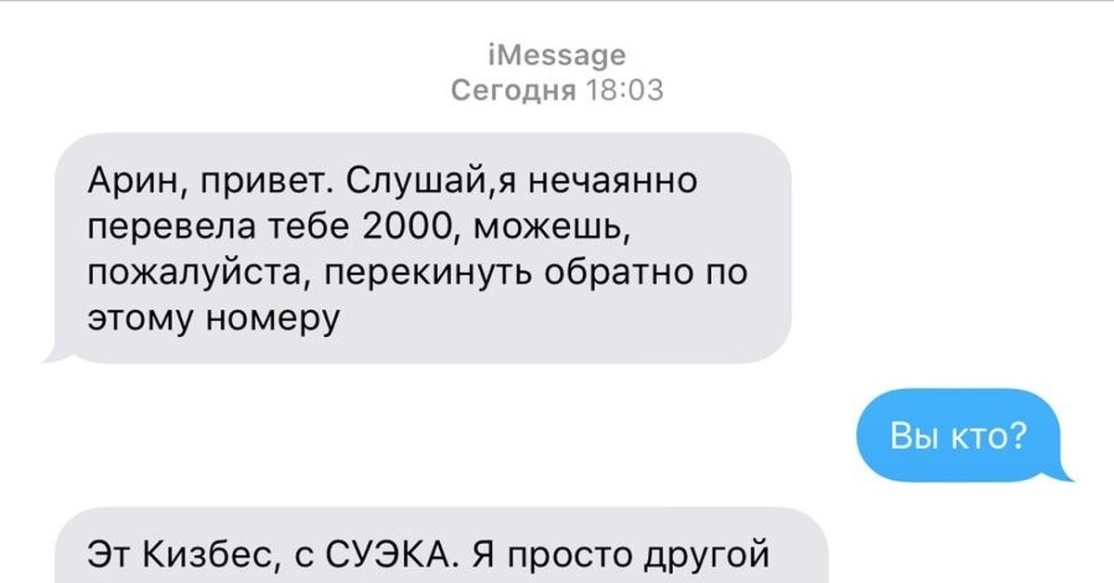 iMessage
Сегодня 18:03
Арин, привет. Слушай,я нечаянно
перевела тебе 2000, можешь,
пожалуйста, перекинуть обратно по
этому номеру
Вы кто?
Эт Кизбес, с СУЭКА. Я просто другой